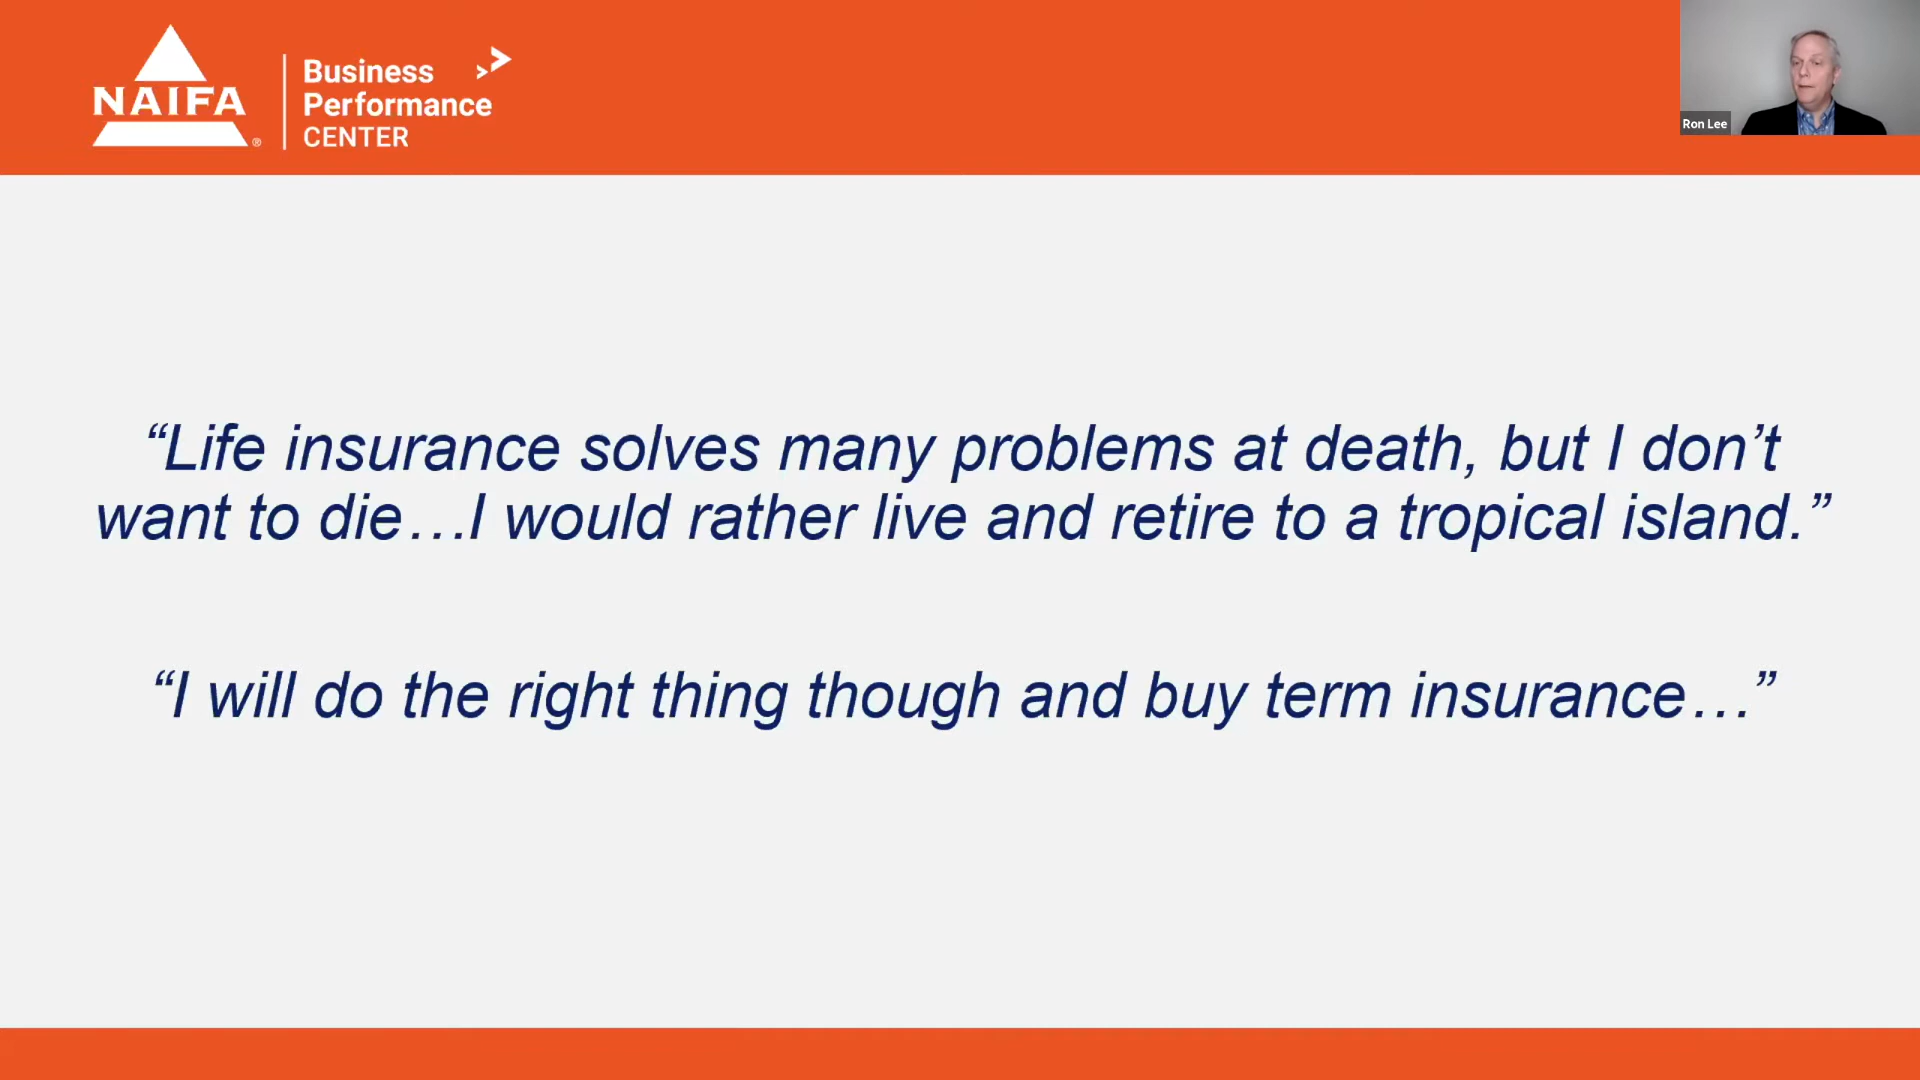 NAIFA
®
Business
Performance
CENTER
Ron Lee
“Life insurance solves many problems at death, but I don’t
want to die…I would rather live and retire to a tropical island.”
“I will do the right thing though and buy term insurance…”